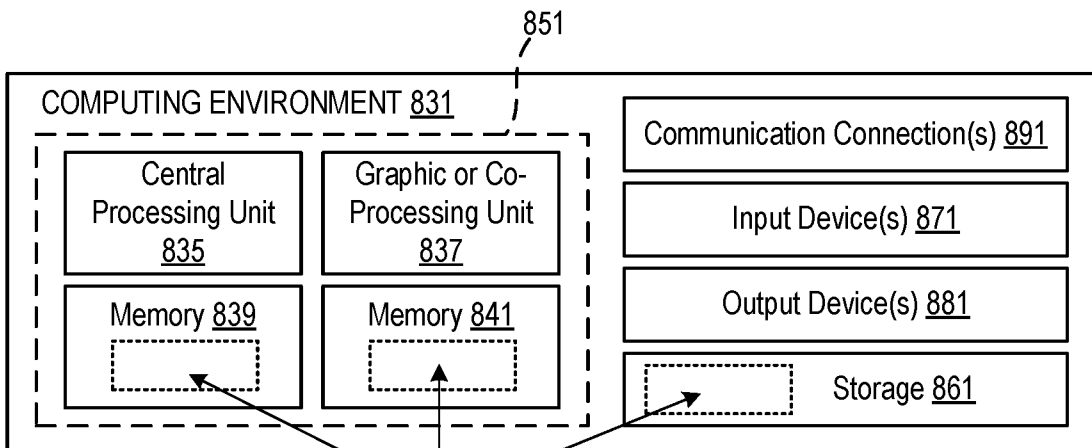 851
COMPUTING ENVIRONMENT 831
Central
Processing Unit
835
Graphic or Co-
Processing Unit
837
Memory 839
Memory 841
Communication Connection(s) 891
Input Device(s) 871
Output Device(s) 881
Storage 861